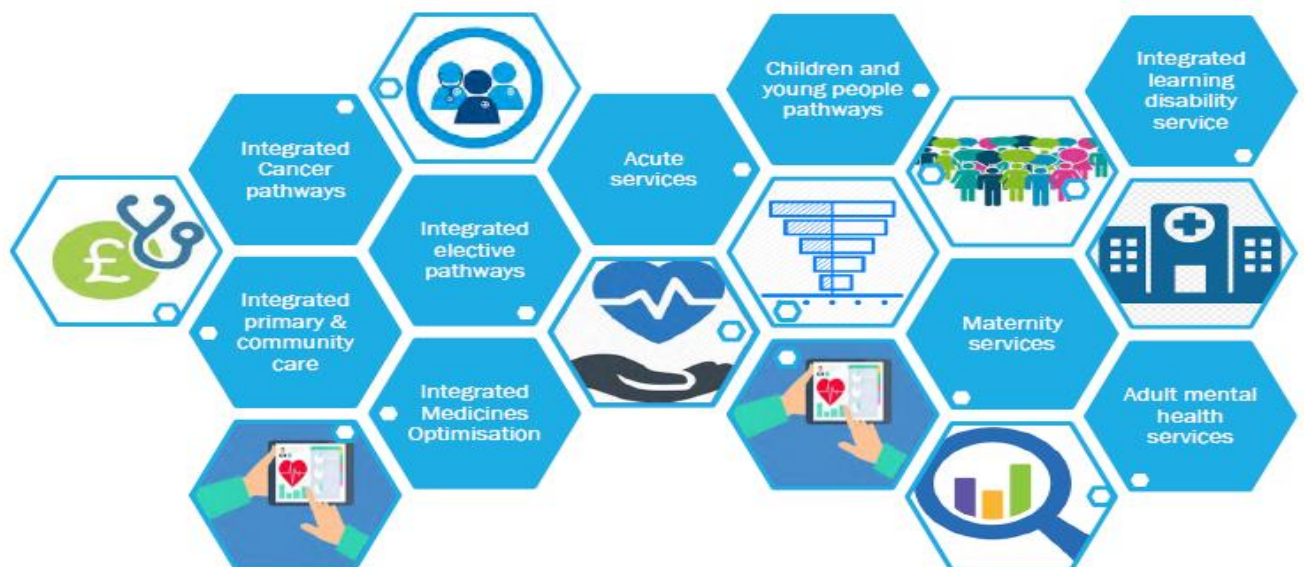 Integrated
Cancer
pathways
Integrated
primary &
community
care
£
Integrated
elective
pathways
Integrated
Medicines
Optimisation
Acute
services
Children and
young people
pathways
Maternity
services
Integrated
learning
disability
service
Adult mental
health
services